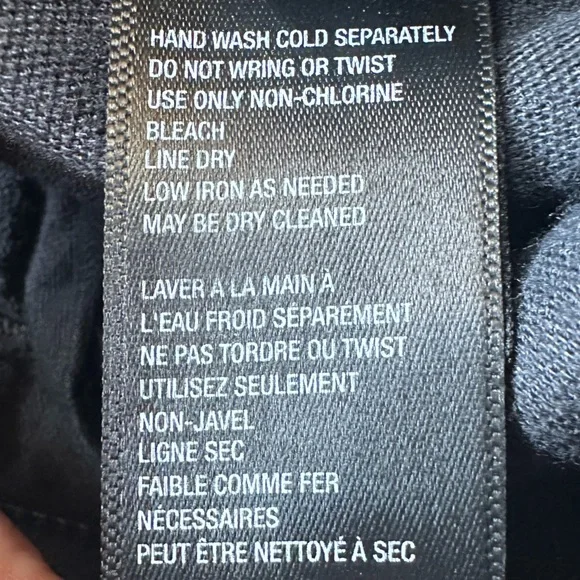 HAND WASH COLD SEPARATELY
DO NOT WRING OR TWIST
USE ONLY NON-CHLORINE
BLEACH
LINE DRY
LOW IRON AS NEEDED
MAY BE DRY CLEANED
LAVER À LA MAIN À
L'EAU FROID SÉPARÉMENT
NE PAS TORDRE OU TWIST
UTILISEZ SEULEMENT
NON-JAVEL
LIGNE SEC
FAIBLE COMME FER
NÉCESSAIRES
PEUT ÊTRE NETTOYÉ À SEC